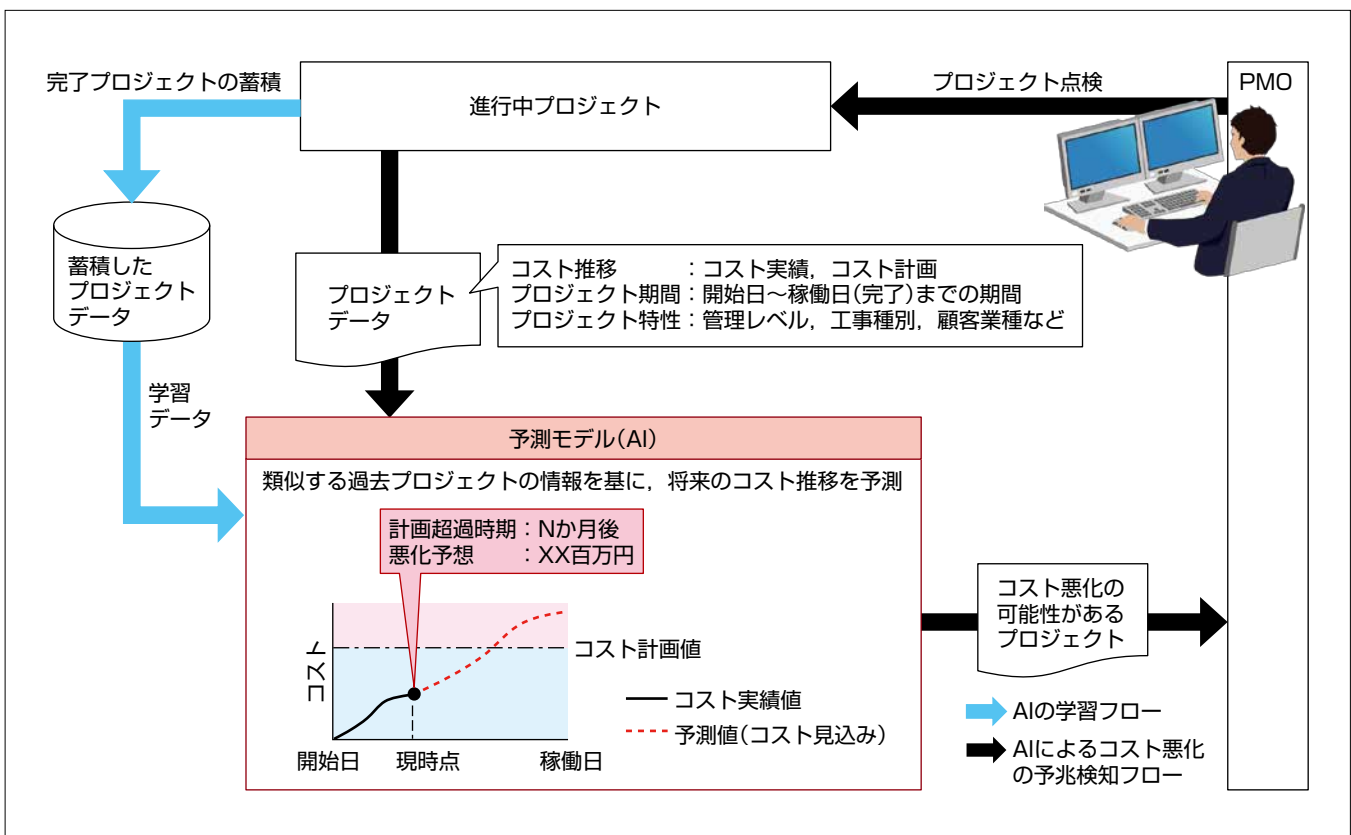 完了プロジェクトの蓄積
進行中プロジェクト
プロジェクト点検
PMO
蓄積した
プロジェクト
データ
プロジェクト
データ
コスト推移　　　　：コスト実績，コスト計画
プロジェクト期間：開始日～稼働日(完了)までの期間
プロジェクト特性：管理レベル，工事種別，顧客業種など
学習
データ
予測モデル(AI)
類似する過去プロジェクトの情報を基に，将来のコスト推移を予測
計画超過時期：Nか月後
悪化予想　　：XX百万円
コスト
コスト計画値
コスト実績値
予測値(コスト見込み)
開始日
現時点
稼働日
コスト悪化の
可能性がある
プロジェクト
AIの学習フロー
AIによるコスト悪化
の予兆検知フロー